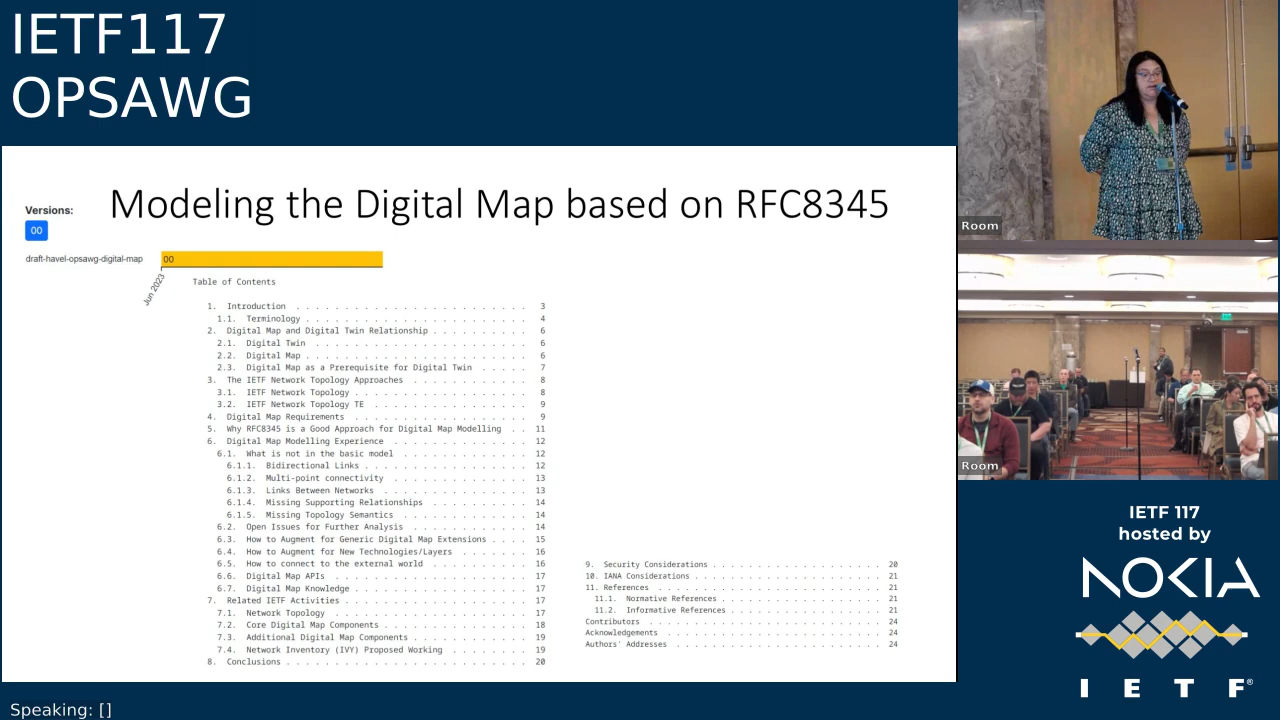 IETF117
OPSAWG
Modeling the Digital Map based on RFC8345
Versions:
00
draft-havel-opsawg-digital-map
00
Jun 2023
Table of Contents
1. Introduction . . . . . . . . . . . . . . . . . . . . . . . . 3
1.1. Terminology . . . . . . . . . . . . . . . . . . . . . . . 4
2. Digital Map and Digital Twin Relationship . . . . . . . . . . 6
2.1. Digital Twin . . . . . . . . . . . . . . . . . . . . . . 6
2.2. Digital Map . . . . . . . . . . . . . . . . . . . . . . . 6
2.3. Digital Map as a Prerequisite for Digital Twin . . . . . 7
3. The IETF Network Topology Approaches . . . . . . . . . . . . 8
3.1. IETF Network Topology . . . . . . . . . . . . . . . . . . 8
3.2. IETF Network Topology TE . . . . . . . . . . . . . . . . 9
4. Digital Map Requirements . . . . . . . . . . . . . . . . . . 9
5. Why RFC8345 is a Good Approach for Digital Map Modelling . . 11
6. Digital Map Modelling Experience . . . . . . . . . . . . . . 12
6.1. What is not in the basic model . . . . . . . . . . . . . 12
6.1.1. Bidirectional Links . . . . . . . . . . . . . . . . . 12
6.1.2. Multi-point connectivity . . . . . . . . . . . . . . 13
6.1.3. Links Between Networks . . . . . . . . . . . . . . . 13
6.1.4. Missing Supporting Relationships . . . . . . . . . . 14
6.1.5. Missing Topology Semantics . . . . . . . . . . . . . 14
6.2. Open Issues for Further Analysis . . . . . . . . . . . . 14
6.3. How to Augment for Generic Digital Map Extensions . . . . 15
6.4. How to Augment for New Technologies/Layers . . . . . . . 16
6.5. How to connect to the external world . . . . . . . . . . 16
6.6. Digital Map APIs . . . . . . . . . . . . . . . . . . . . 17
6.7. Digital Map Knowledge . . . . . . . . . . . . . . . . . . 17
7. Related IETF Activities . . . . . . . . . . . . . . . . . . . 17
7.1. Network Topology . . . . . . . . . . . . . . . . . . . . 17
7.2. Core Digital Map Components . . . . . . . . . . . . . . . 18
7.3. Additional Digital Map Components . . . . . . . . . . . . 19
7.4. Network Inventory (IVY) Proposed Working . . . . . . . . 19
8. Conclusions . . . . . . . . . . . . . . . . . . . . . . . . . 20
9. Security Considerations . . . . . . . . . . . . . . . . . . . 20
10. IANA Considerations . . . . . . . . . . . . . . . . . . . . . 21
11. References . . . . . . . . . . . . . . . . . . . . . . . . . 21
11.1. Normative References . . . . . . . . . . . . . . . . . . 21
11.2. Informative References . . . . . . . . . . . . . . . . . 21
Contributors . . . . . . . . . . . . . . . . . . . . . . . . . . 24
Acknowledgements . . . . . . . . . . . . . . . . . . . . . . . . 24
Authors' Addresses . . . . . . . . . . . . . . . . . . . . . . . 24
Room
Room
IETF 117
hosted by
NOKIA
IETF®
Speaking: []